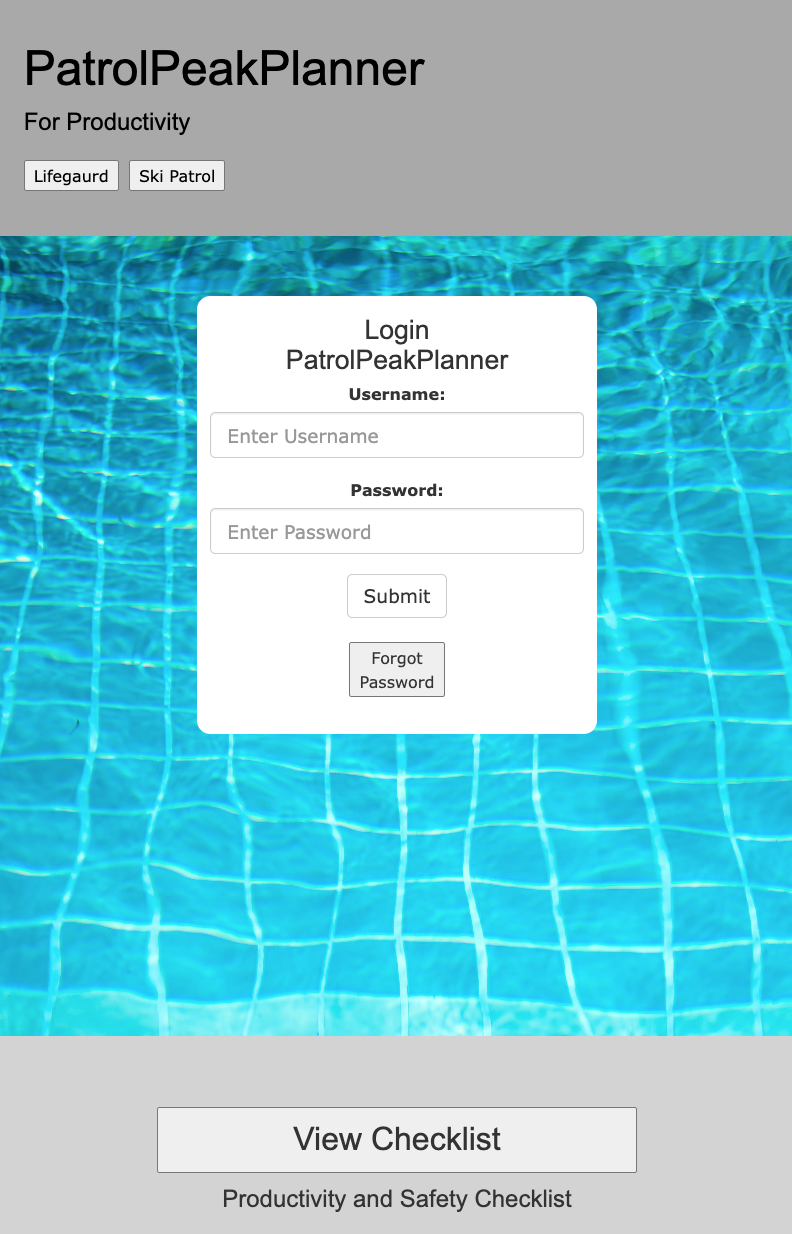 PatrolPeakPlanner
For Productivity
Lifegaurd Ski Patrol
Login
PatrolPeakPlanner
Username:
Enter Username
Password:
Enter Password
Submit
Forgot
Password
View Checklist
Productivity and Safety Checklist